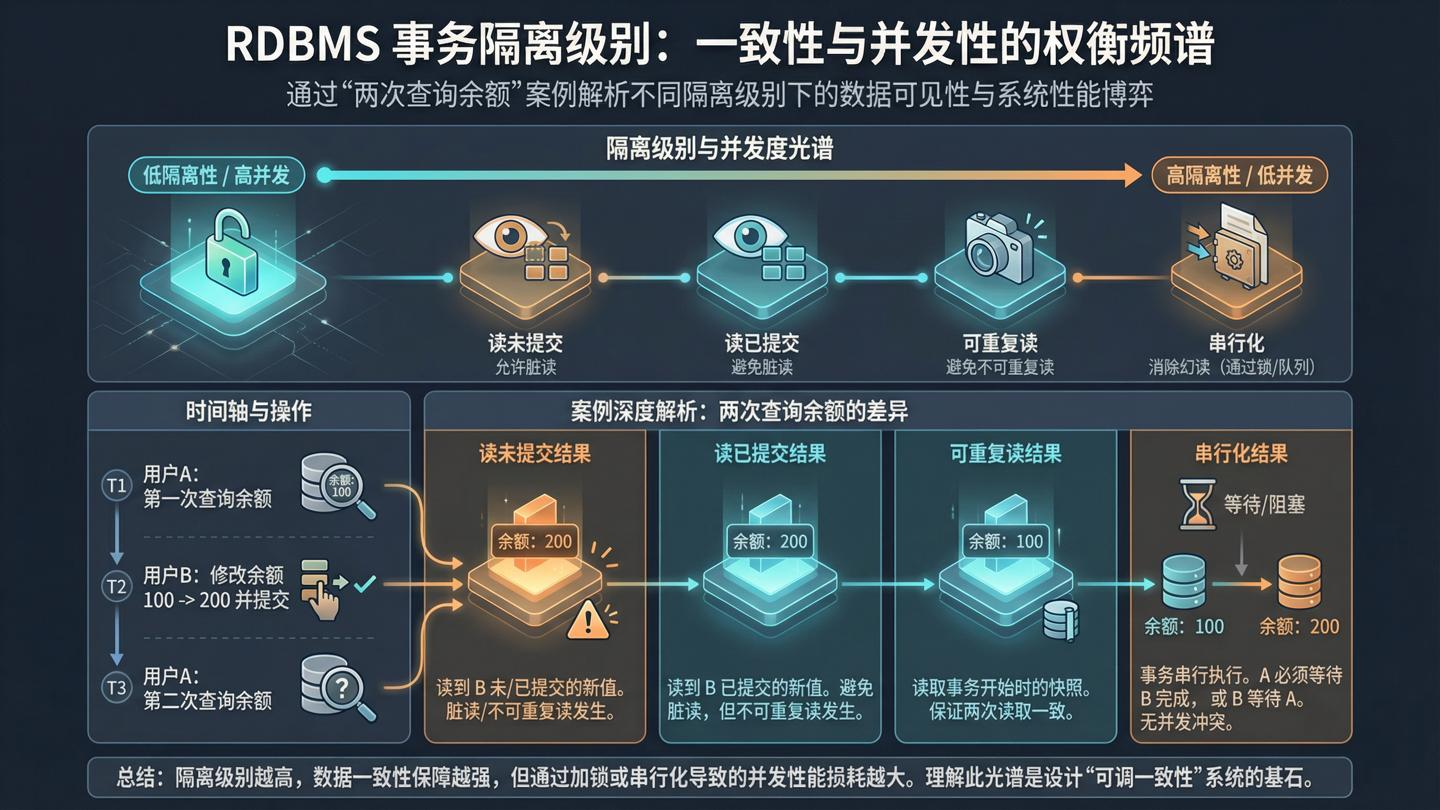 RDBMS 事务隔离级别：一致性与并发性的权衡频谱
通过“两次查询余额”案例解析不同隔离级别下的数据可见性与系统性能博弈
隔离级别与并发度光谱
低隔离性 / 高并发
高隔离性 / 低并发
读未提交
允许脏读
读已提交
避免脏读
可重复读
避免不可重复读
串行化
消除幻读（通过锁/队列）
时间轴与操作
T1
用户A：
第一次查询余额
余额:
100
T2
用户B：修改余额
100 -> 200 并提交
T3
用户A：
第二次查询余额
?
案例深度解析：两次查询余额的差异
读未提交结果
余额：200
读到 B 未/已提交的新值。
脏读/不可重复读发生。
读已提交结果
余额：200
读到 B 已提交的新值。避免
脏读，但不可重复读发生。
可重复读结果
余额：100
读取事务开始时的快照。
保证两次读取一致。
串行化结果
等待/阻塞
余额：100
余额：200
事务串行执行。A 必须等待
B 完成，或 B 等待 A。
无并发冲突。
总结：隔离级别越高，数据一致性保障越强，但通过加锁或串行化导致的并发性能损耗越大。理解此光谱是设计“可调一致性”系统的基石。